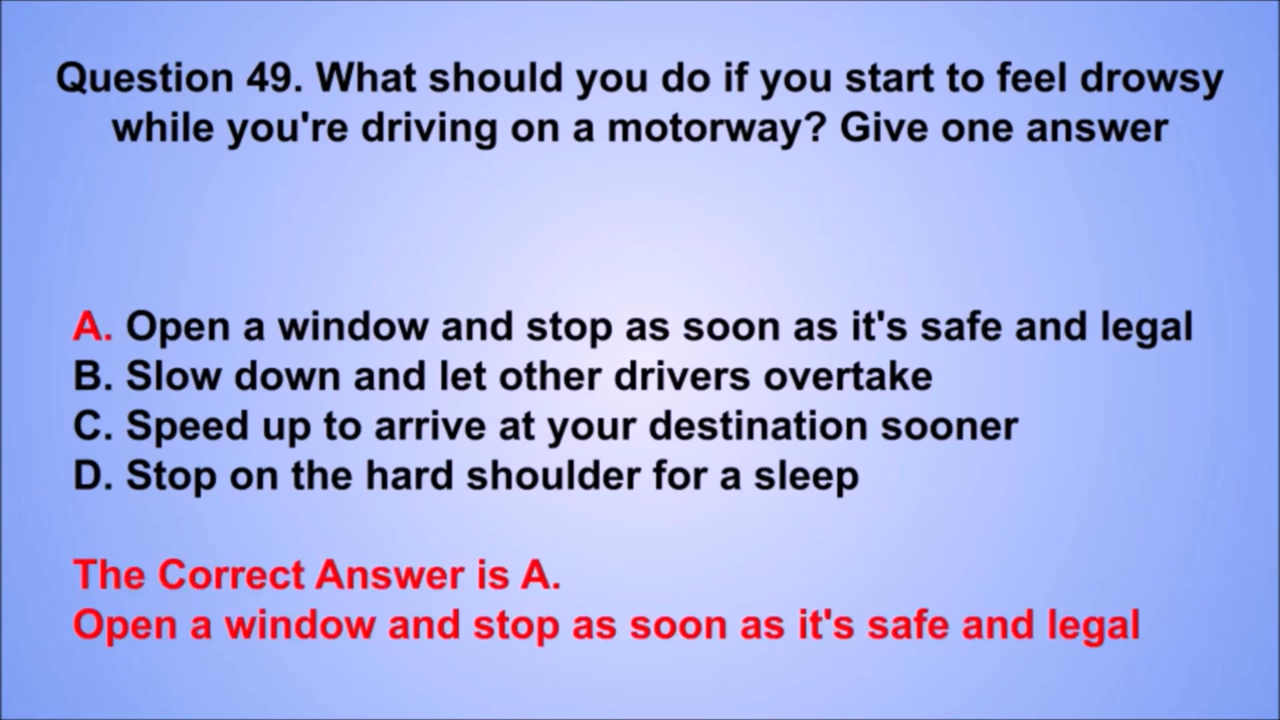 Question 49. What should you do if you start to feel drowsy
while you're driving on a motorway? Give one answer
A. Open a window and stop as soon as it's safe and legal
B. Slow down and let other drivers overtake
C. Speed up to arrive at your destination sooner
D. Stop on the hard shoulder for a sleep
The Correct Answer is A.
Open a window and stop as soon as it's safe and legal